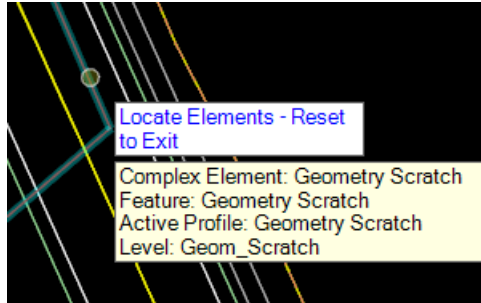 Locate Elements - Reset
to Exit
Complex Element: Geometry Scratch
Feature: Geometry Scratch
Active Profile: Geometry Scratch
Level: Geom_Scratch